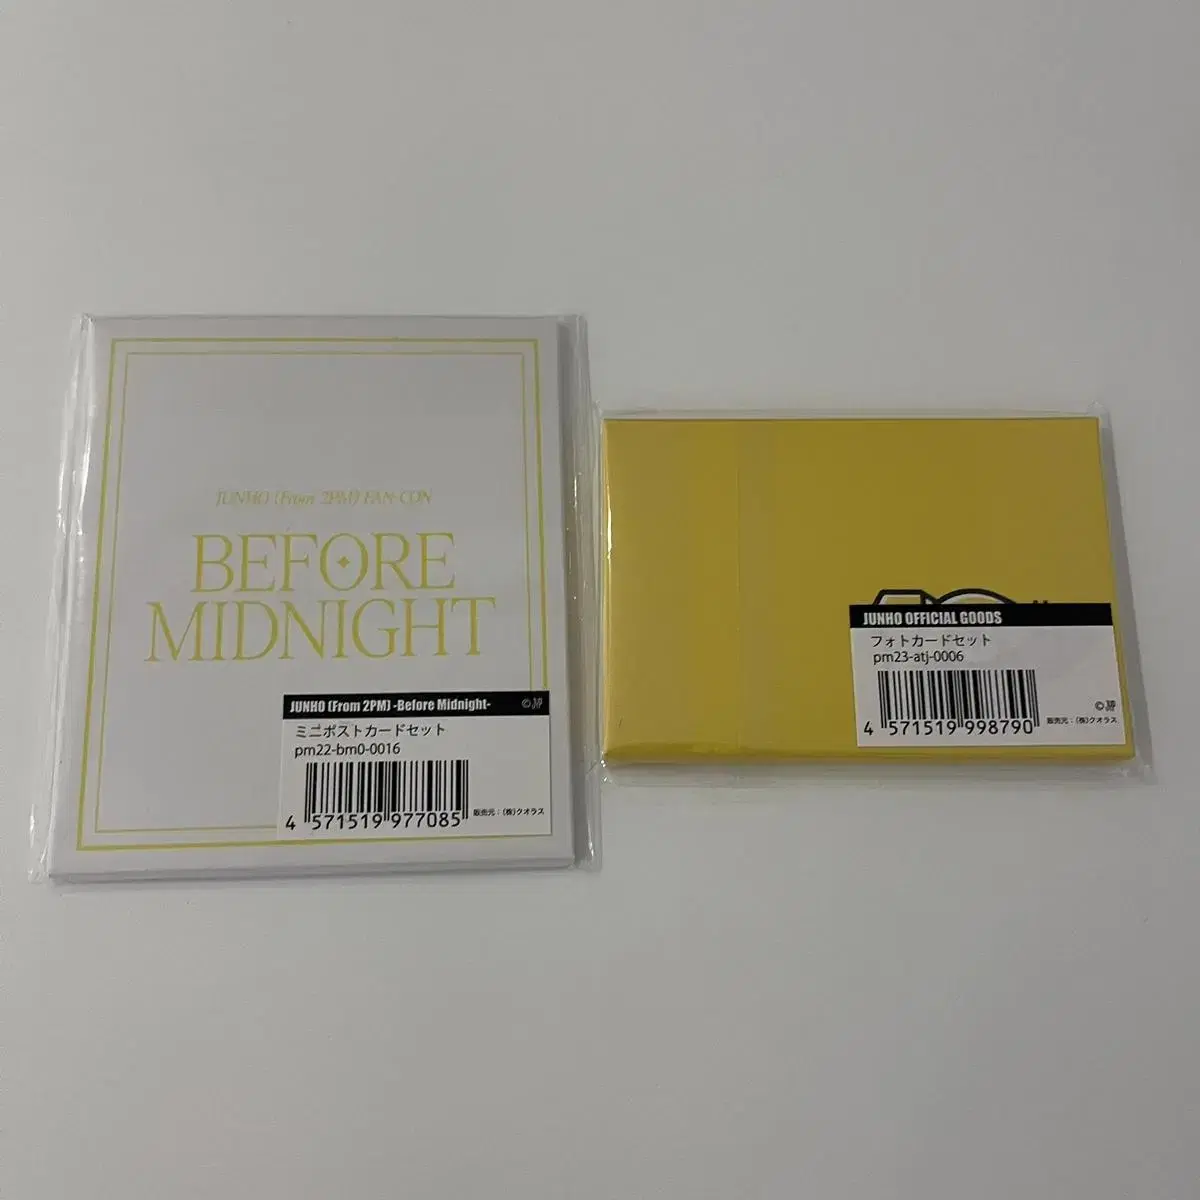 JUNHO (From 2PM) FAN-CON
BEFORE
MIDNIGHT
JUNHO (From 2PM) -Before Midnight-
ミニポストカードセット
pm22-bm0-0016
4 571519 977085
販売元：(株)クオラス
JUNHO OFFICIAL GOODS
フォトカードセット
pm23-atj-0006
4 571519 998790
販売元：(株)クオラス